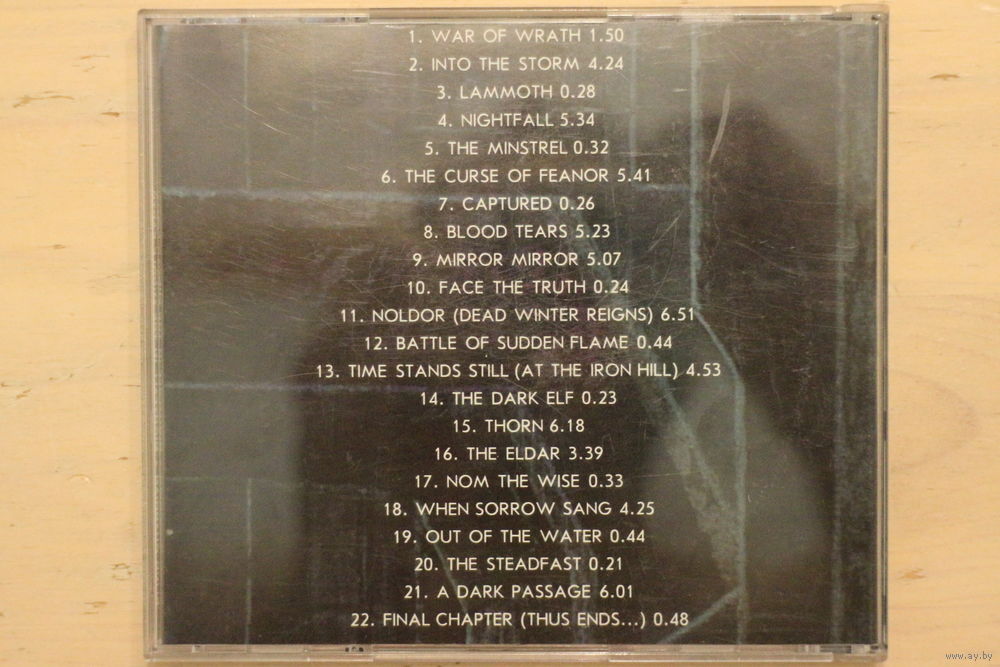 1. WAR OF WRATH 1.50
2. INTO THE STORM 4.24
3. LAMMOTH 0.28
4. NIGHTFALL 5.34
5. THE MINSTREL 0.32
6. THE CURSE OF FEANOR 5.41
7. CAPTURED 0.26
8. BLOOD TEARS 5.23
9. MIRROR MIRROR 5.07
10. FACE THE TRUTH 0.24
11. NOLDOR (DEAD WINTER REIGNS) 6.51
12. BATTLE OF SUDDEN FLAME 0.44
13. TIME STANDS STILL (AT THE IRON HILL) 4.53
14. THE DARK ELF 0.23
15. THORN 6.18
16. THE ELDAR 3.39
17. NOM THE WISE 0.33
18. WHEN SORROW SANG 4.25
19. OUT OF THE WATER 0.44
20. THE STEADFAST 0.21
21. A DARK PASSAGE 6.01
22. FINAL CHAPTER (THUS ENDS...) 0.48
www.ay.by